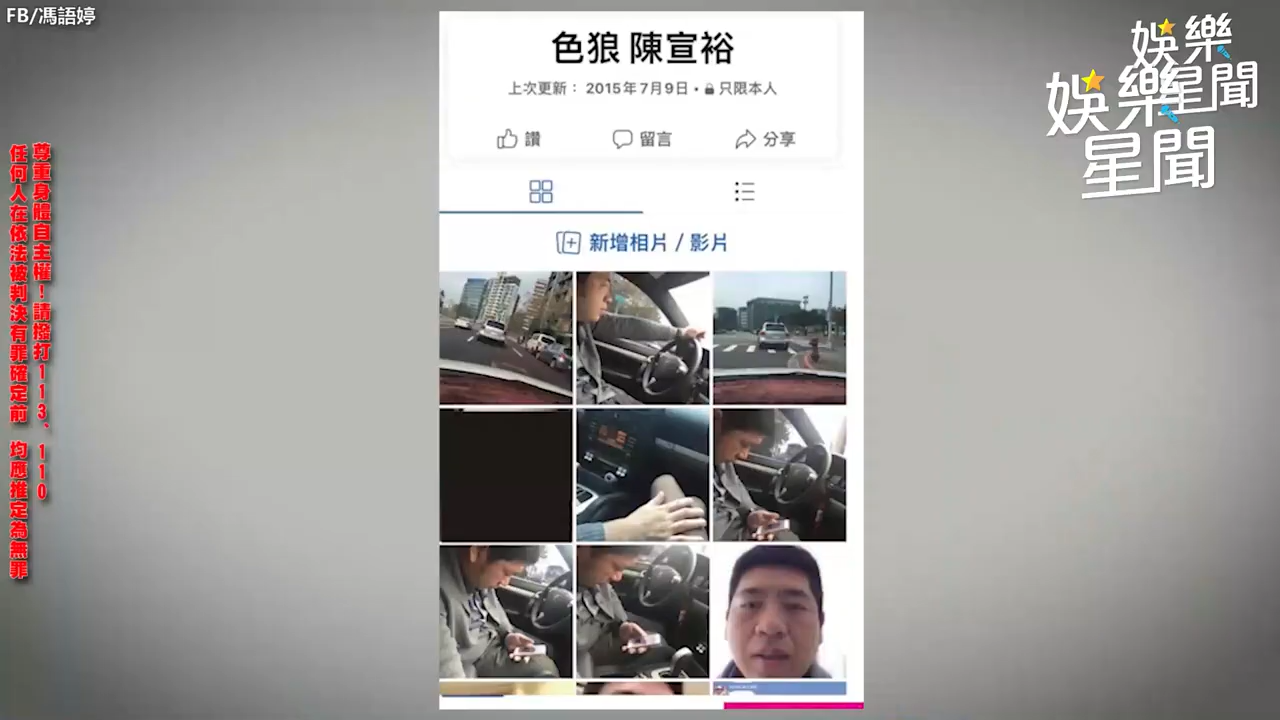 FB/馮語婷
娛樂
星聞
娛樂
星聞
尊重身體自主權!請撥打113、110
任何人在依法被判決有罪確定前 均應推定為無罪
色狼 陳宣裕
上次更新: 2015年7月9日 · 只限本人
讚 留言 分享
新增相片 / 影片